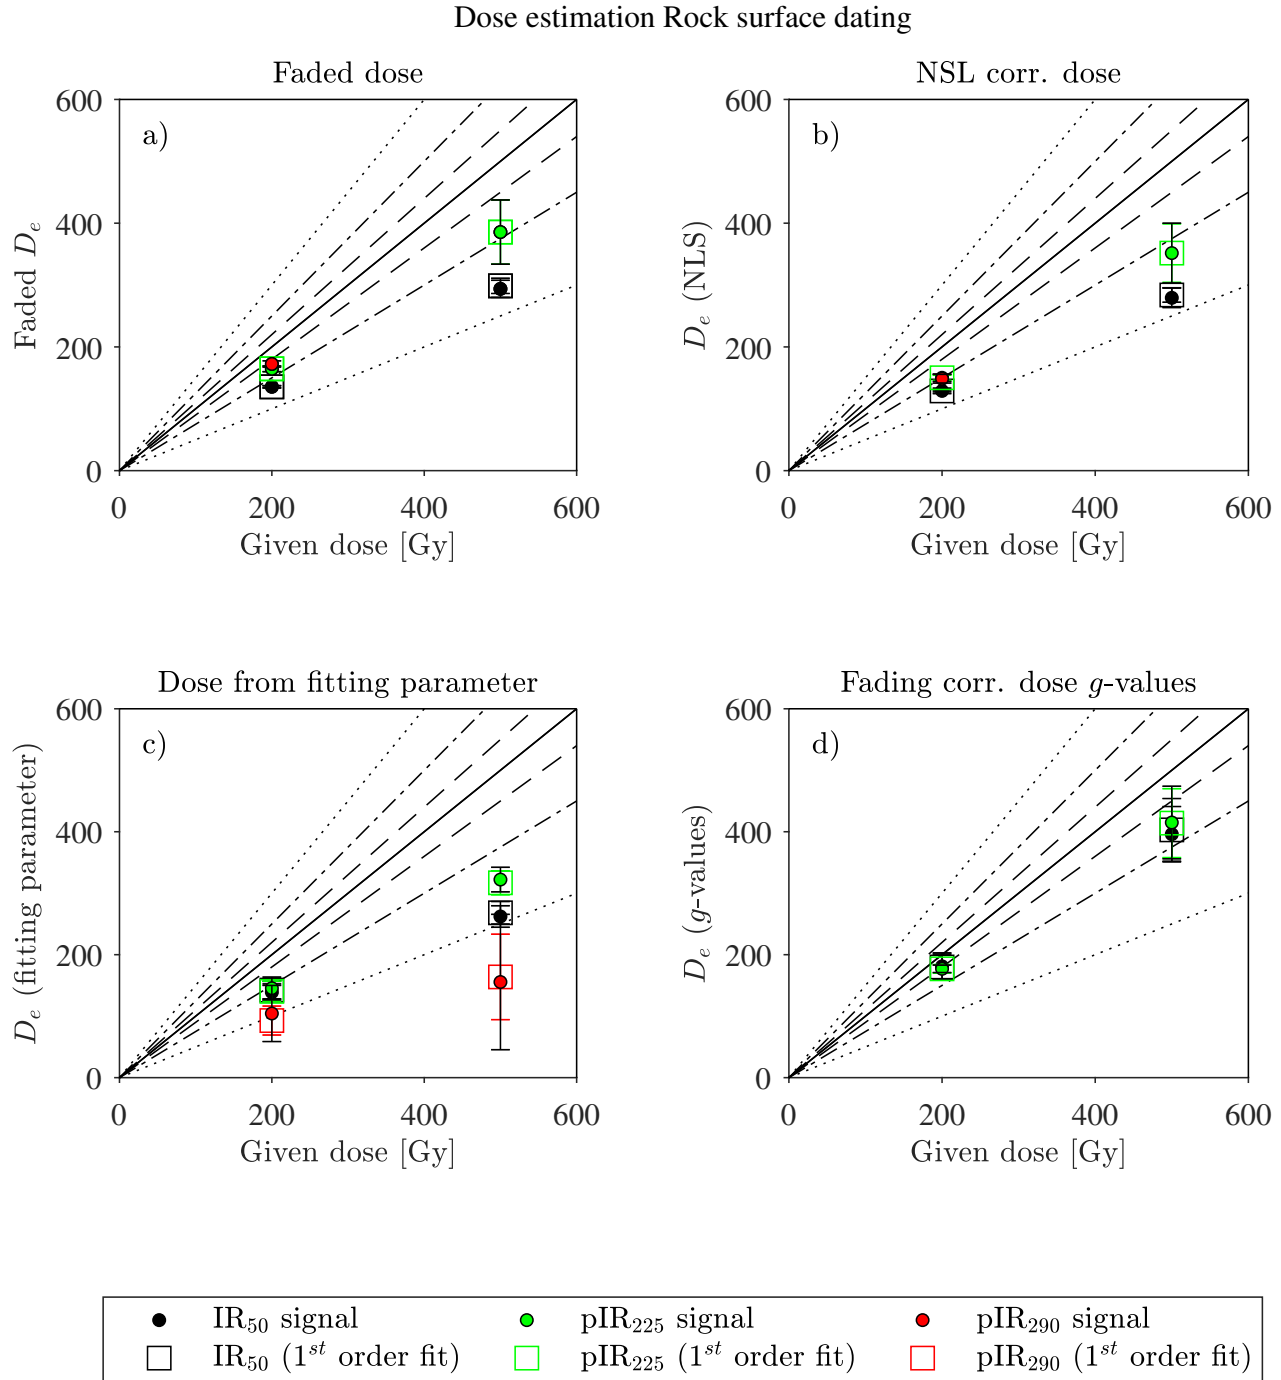 Dose estimation Rock surface dating
Faded dose
NSL corr. dose
600
400
200
0
a)
Faded D_e
0 200 400 600
Given dose [Gy]
600
400
200
0
b)
D_e (NLS)
0 200 400 600
Given dose [Gy]
Dose from fitting parameter
Fading corr. dose g-values
600
400
200
0
c)
D_e (fitting parameter)
0 200 400 600
Given dose [Gy]
600
400
200
0
d)
D_e (g-values)
0 200 400 600
Given dose [Gy]
IR₅₀ signal pIR₂₂₅ signal pIR₂₉₀ signal
IR₅₀ (1ˢᵗ order fit) pIR₂₂₅ (1ˢᵗ order fit) pIR₂₉₀ (1ˢᵗ order fit)